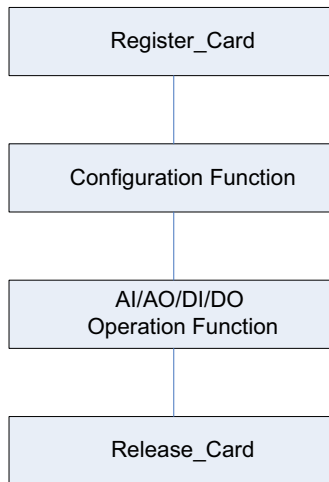 Register_Card
Configuration Function
AI/AO/DI/DO
Operation Function
Release_Card